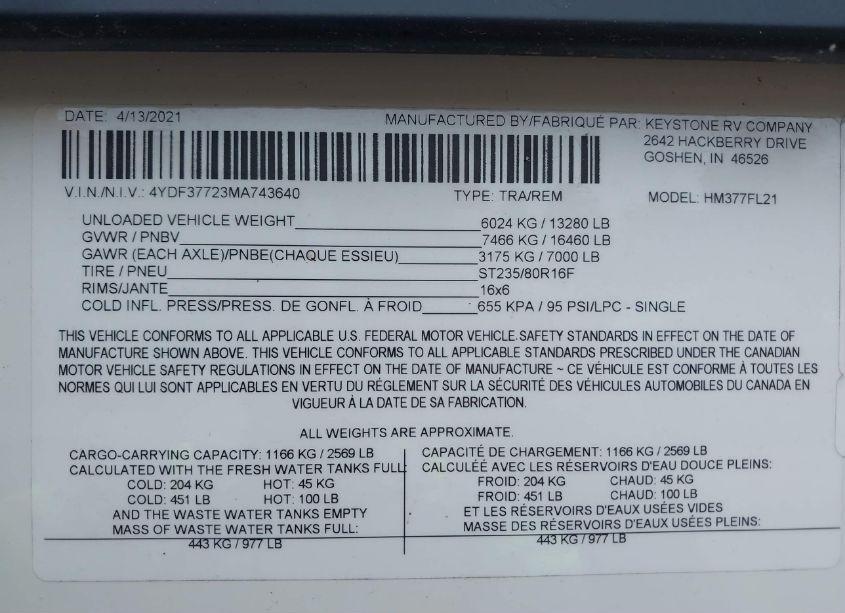 DATE: 4/13/2021 MANUFACTURED BY/FABRIQUÉ PAR: KEYSTONE RV COMPANY
2642 HACKBERRY DRIVE
GOSHEN, IN 46526
V.I.N./N.I.V.: 4YDF37723MA743640 TYPE: TRA/REM MODEL: HM377FL21
UNLOADED VEHICLE WEIGHT 6024 KG / 13280 LB
GVWR / PNBV 7466 KG / 16460 LB
GAWR (EACH AXLE)/PNBE(CHAQUE ESSIEU) 3175 KG / 7000 LB
TIRE / PNEU ST235/80R16F
RIMS/JANTE 16x6
COLD INFL. PRESS/PRESS. DE GONFL. À FROID 655 KPA / 95 PSI/LPC - SINGLE
THIS VEHICLE CONFORMS TO ALL APPLICABLE U.S. FEDERAL MOTOR VEHICLE SAFETY STANDARDS IN EFFECT ON THE DATE OF
MANUFACTURE SHOWN ABOVE. THIS VEHICLE CONFORMS TO ALL APPLICABLE STANDARDS PRESCRIBED UNDER THE CANADIAN
MOTOR VEHICLE SAFETY REGULATIONS IN EFFECT ON THE DATE OF MANUFACTURE ~ CE VÉHICULE EST CONFORME À TOUTES LES
NORMES QUI LUI SONT APPLICABLES EN VERTU DU RÉGLEMENT SUR LA SÉCURITÉ DES VÉHICULES AUTOMOBILES DU CANADA EN
VIGUEUR À LA DATE DE SA FABRICATION.
ALL WEIGHTS ARE APPROXIMATE.
CARGO-CARRYING CAPACITY: 1166 KG / 2569 LB
CALCULATED WITH THE FRESH WATER TANKS FULL:
COLD: 204 KG HOT: 45 KG
COLD: 451 LB HOT: 100 LB
AND THE WASTE WATER TANKS EMPTY
MASS OF WASTE WATER TANKS FULL:
443 KG / 977 LB
CAPACITÉ DE CHARGEMENT: 1166 KG / 2569 LB
CALCULÉE AVEC LES RÉSERVOIRS D'EAU DOUCE PLEINS:
FROID: 204 KG CHAUD: 45 KG
FROID: 451 LB CHAUD: 100 LB
ET LES RÉSERVOIRS D'EAUX USÉES VIDES
MASSE DES RÉSERVOIRS D'EAUX USÉES PLEINS:
443 KG / 977 LB